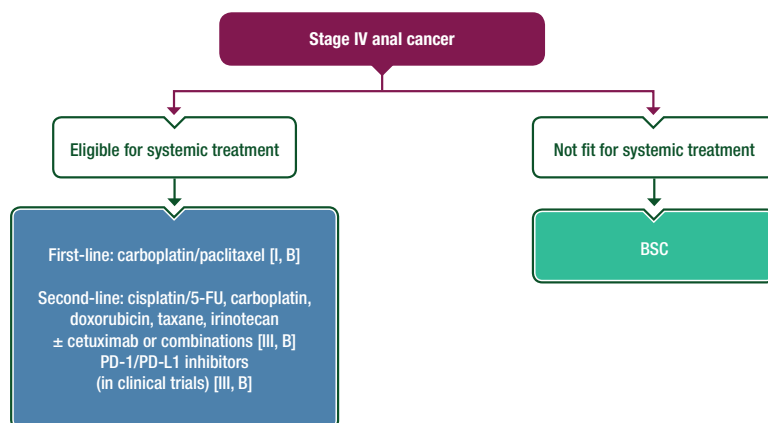 Stage IV anal cancer
Eligible for systemic treatment
Not fit for systemic treatment
First-line: carboplatin/paclitaxel [I, B]
Second-line: cisplatin/5-FU, carboplatin,
doxorubicin, taxane, irinotecan
± cetuximab or combinations [III, B]
PD-1/PD-L1 inhibitors
(in clinical trials) [III, B]
BSC